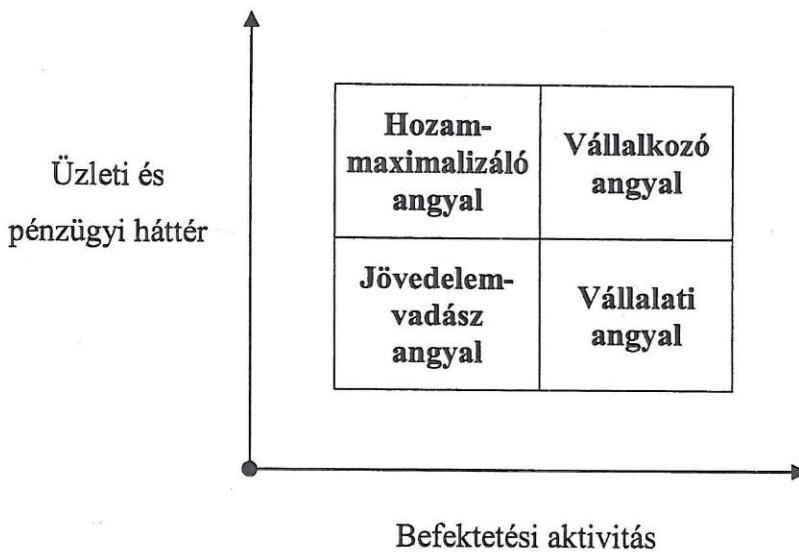 Üzleti és
pénzügyi háttér
Hozam-
maximalizáló
angyal
Vállalkozó
angyal
Jövedelem-
vadász
angyal
Vállalati
angyal
Befektetési aktivitás